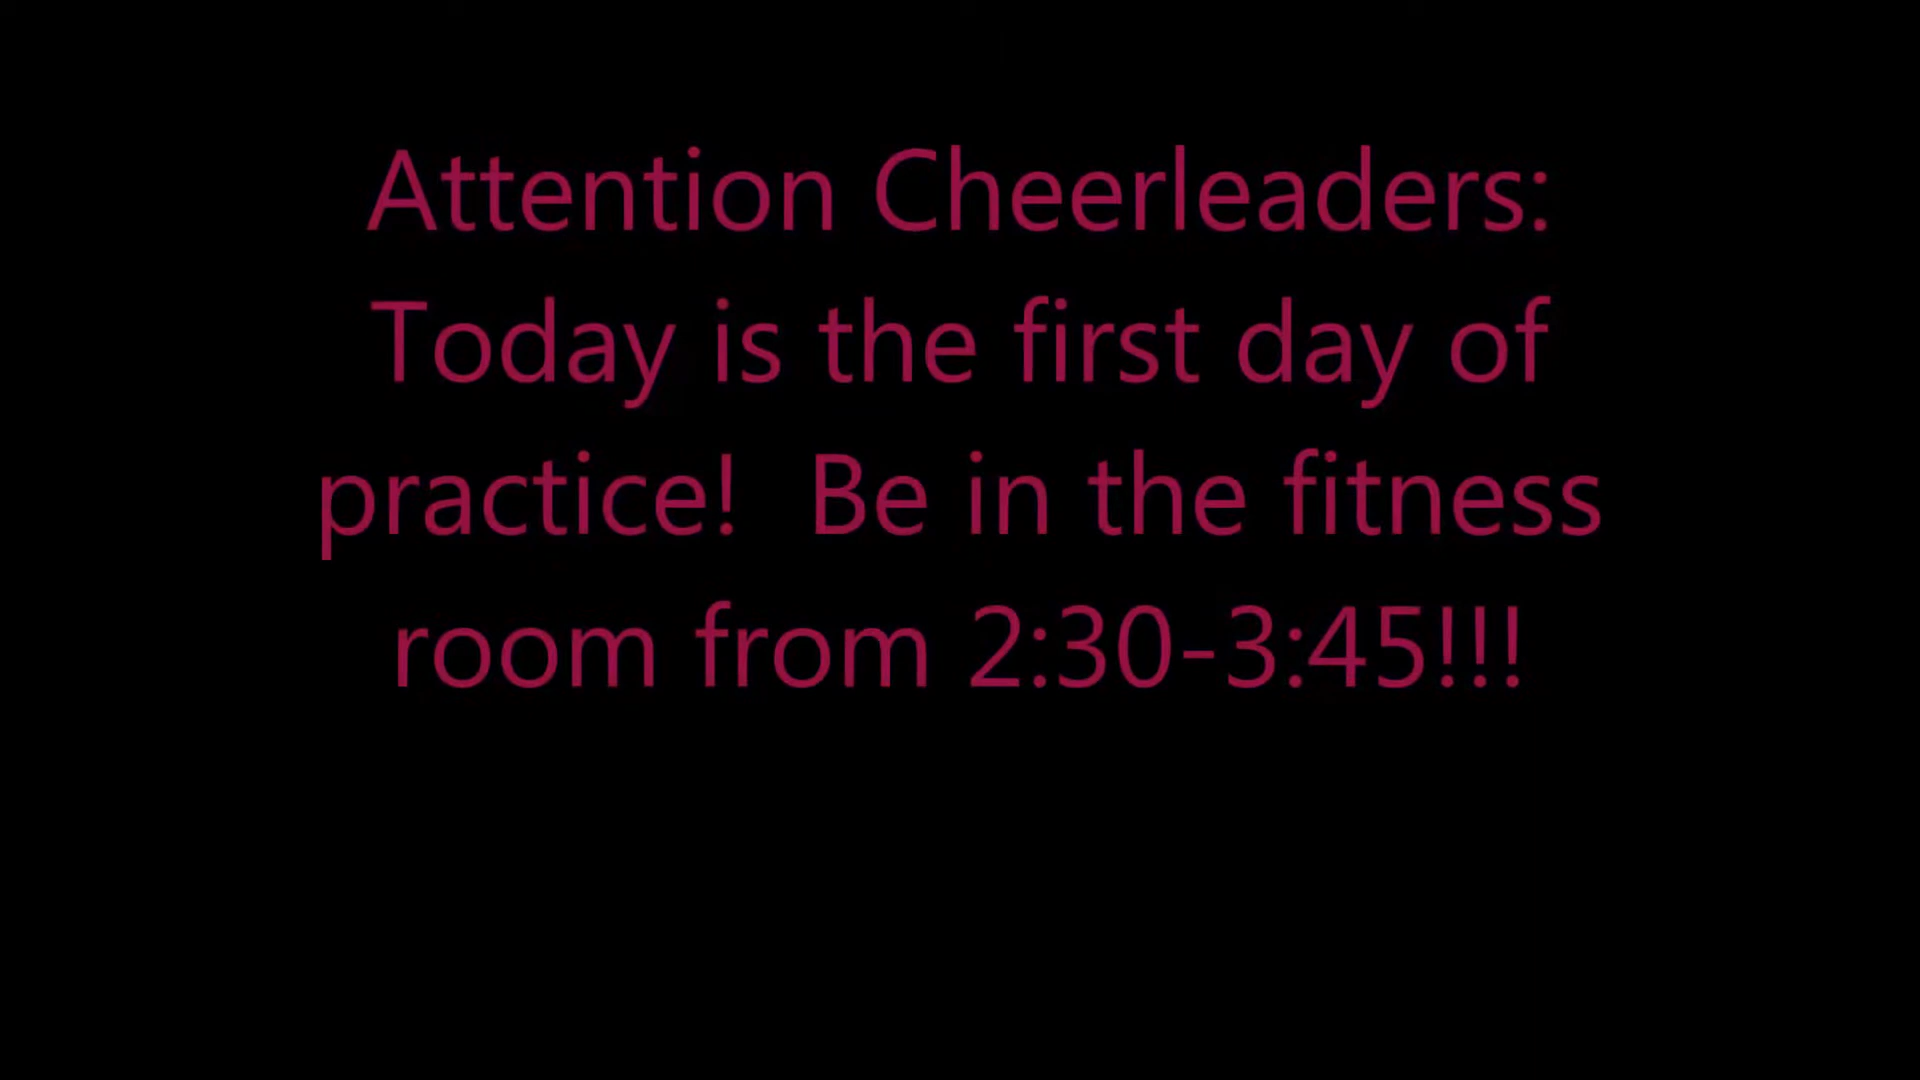 Attention Cheerleaders:
Today is the first day of
practice!  Be in the fitness
room from 2:30-3:45!!!